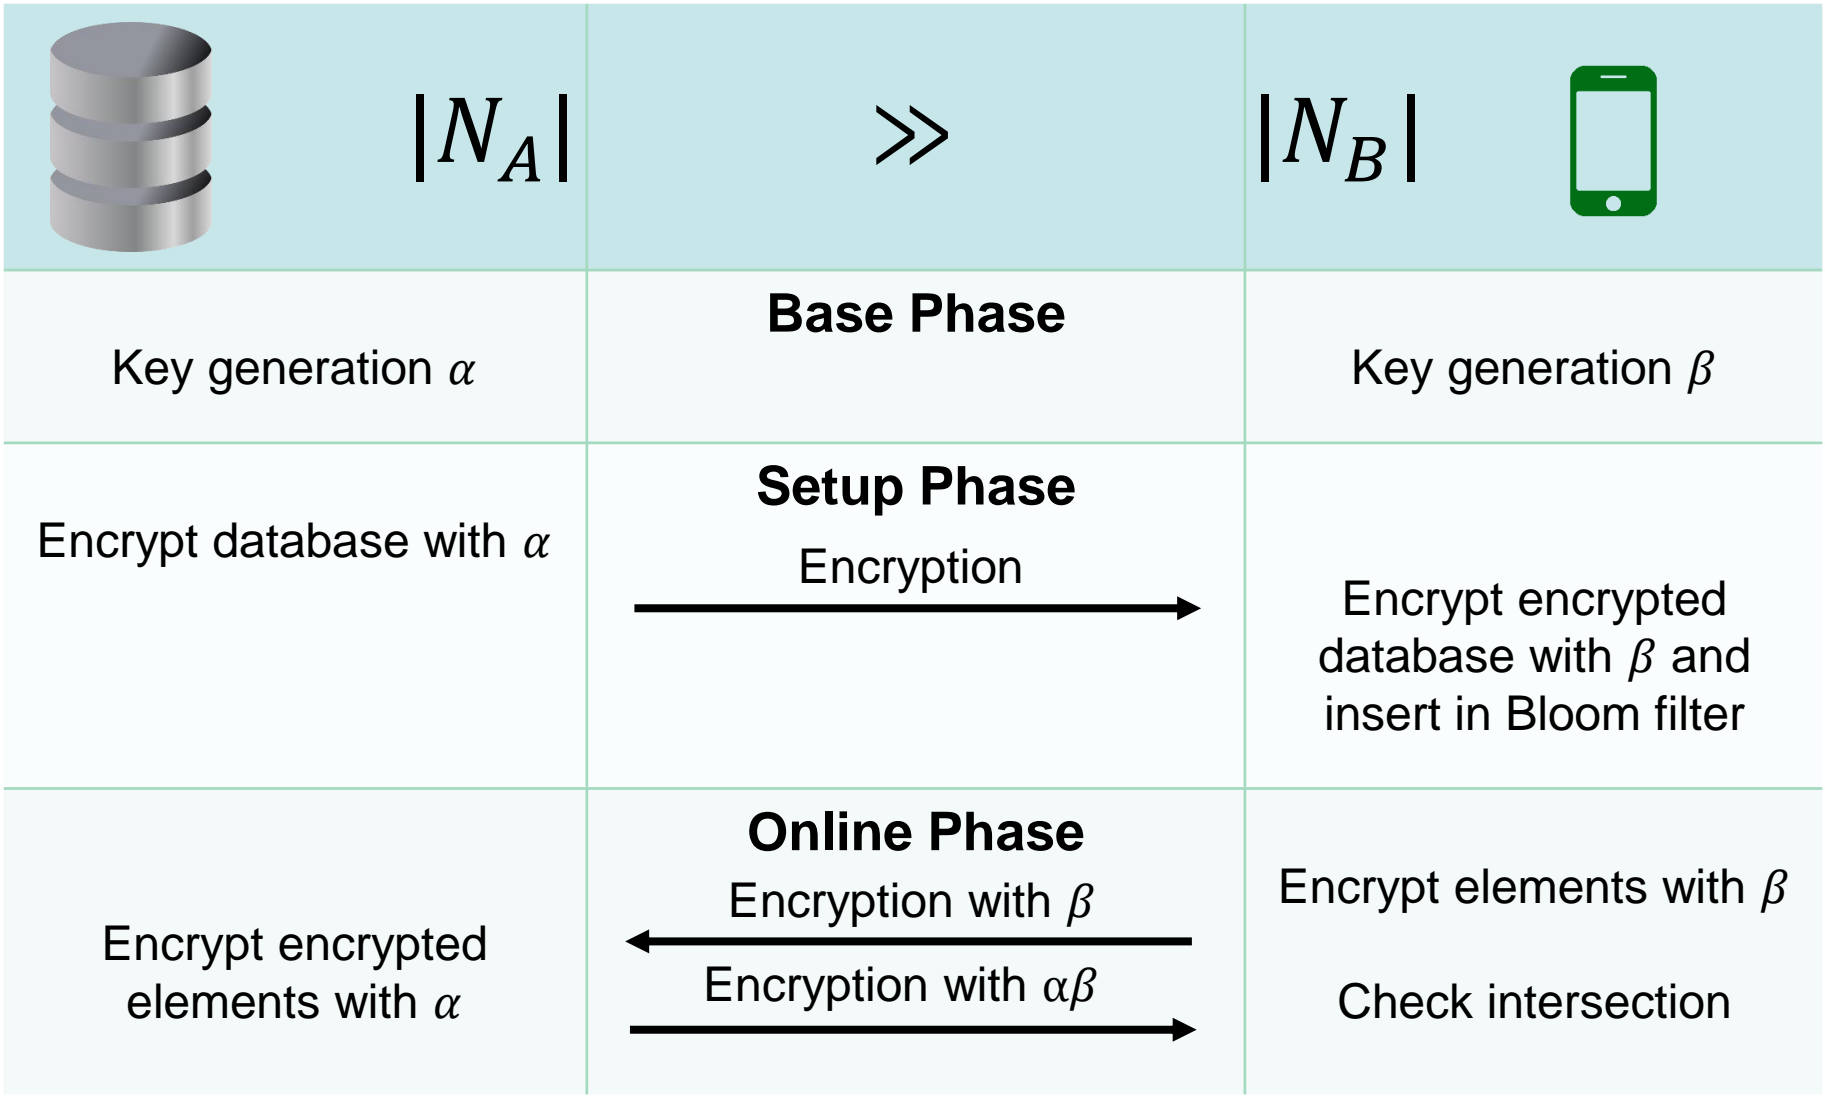 |N_A| ≫ |N_B|
Base Phase
Key generation α
Key generation β
Setup Phase
Encrypt database with α
Encryption
Encrypt encrypted
database with β and
insert in Bloom filter
Online Phase
Encrypt elements with β
Encryption with β
Encrypt encrypted
elements with α
Encryption with αβ
Check intersection